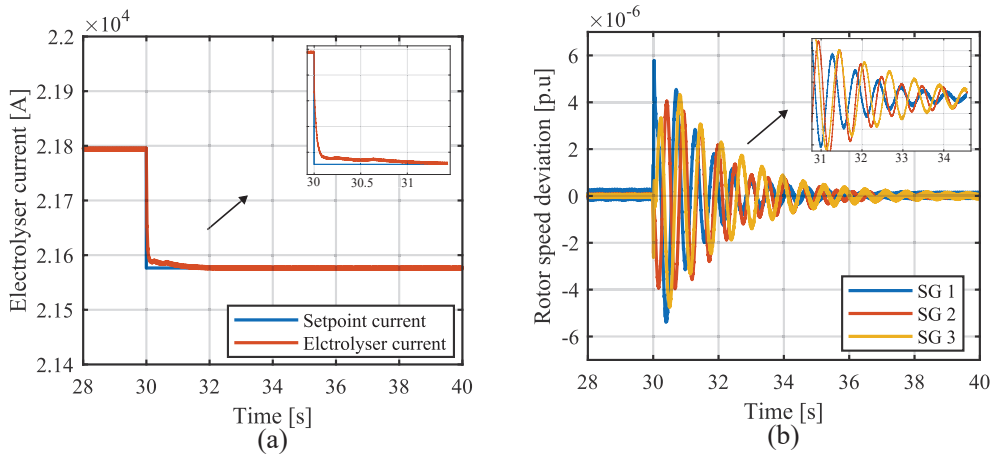 ×10⁴
2.2
2.19
2.18
2.17
2.16
2.15
2.14
Electrolyser current [A]
30 30.5 31
Setpoint current
Elctrolyser current
28 30 32 34 36 38 40
Time [s]
(a)
×10⁻⁶
6
4
2
0
-2
-4
-6
Rotor speed deviation [p.u]
31 32 33 34
SG 1
SG 2
SG 3
28 30 32 34 36 38 40
Time [s]
(b)